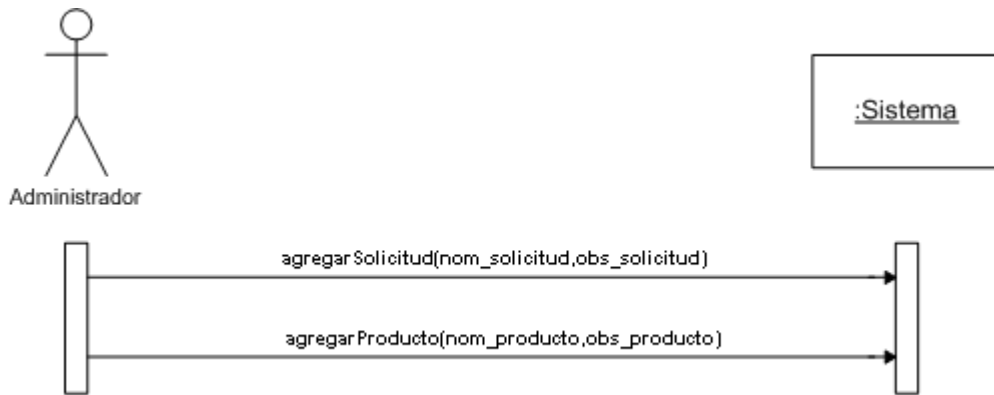 :Sistema
Administrador
agregarSolicitud(nom_solicitud,obs_solicitud)
agregarProducto(nom_producto,obs_producto)